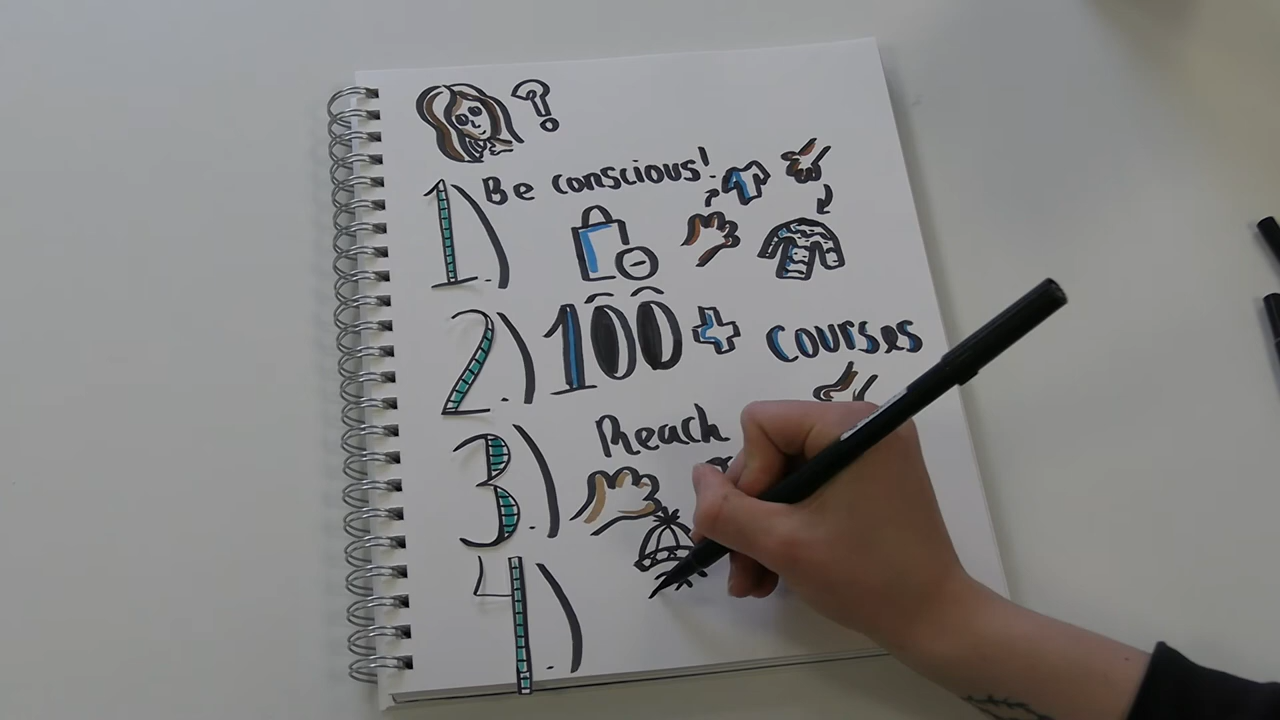 ?
1.) Be conscious!
2.) 100+ courses
3.) Reach
4.)